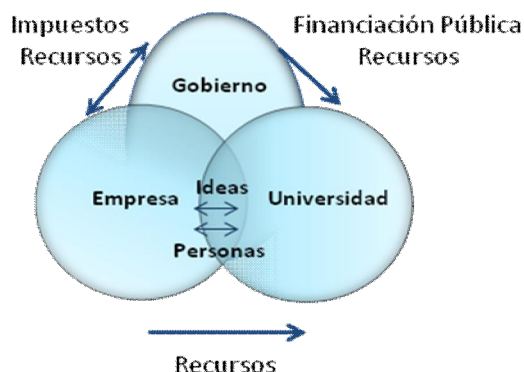 Impuestos
Recursos
Financiación Pública
Recursos
Gobierno
Empresa
Ideas
Universidad
Personas
Recursos